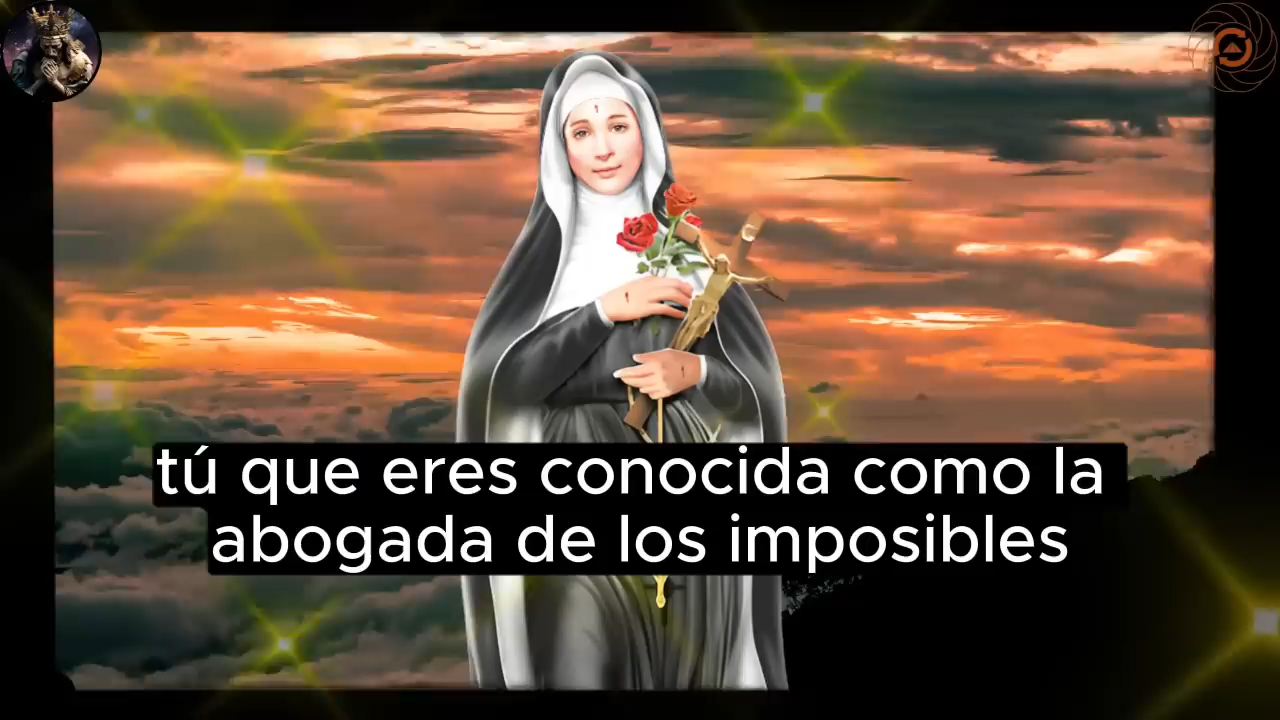 tú que eres conocida como la
abogada de los imposibles